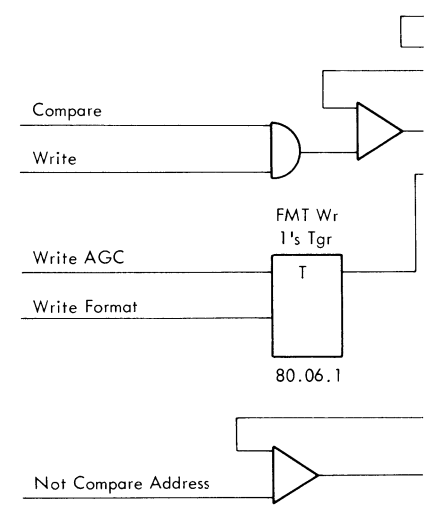 Compare
Write
FMT Wr
1's Tgr
Write AGC
T
Write Format
80.06.1
Not Compare Address